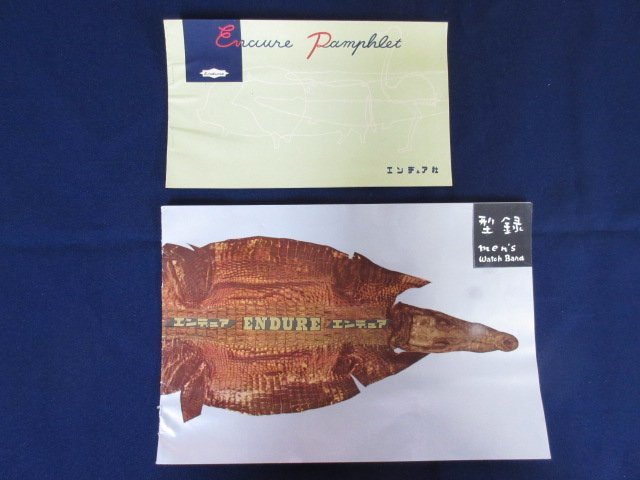 Endure Pamphlet
Endure
エンデュア社
型録
men's
Watch Band
エンデュア ENDURE エンデュア